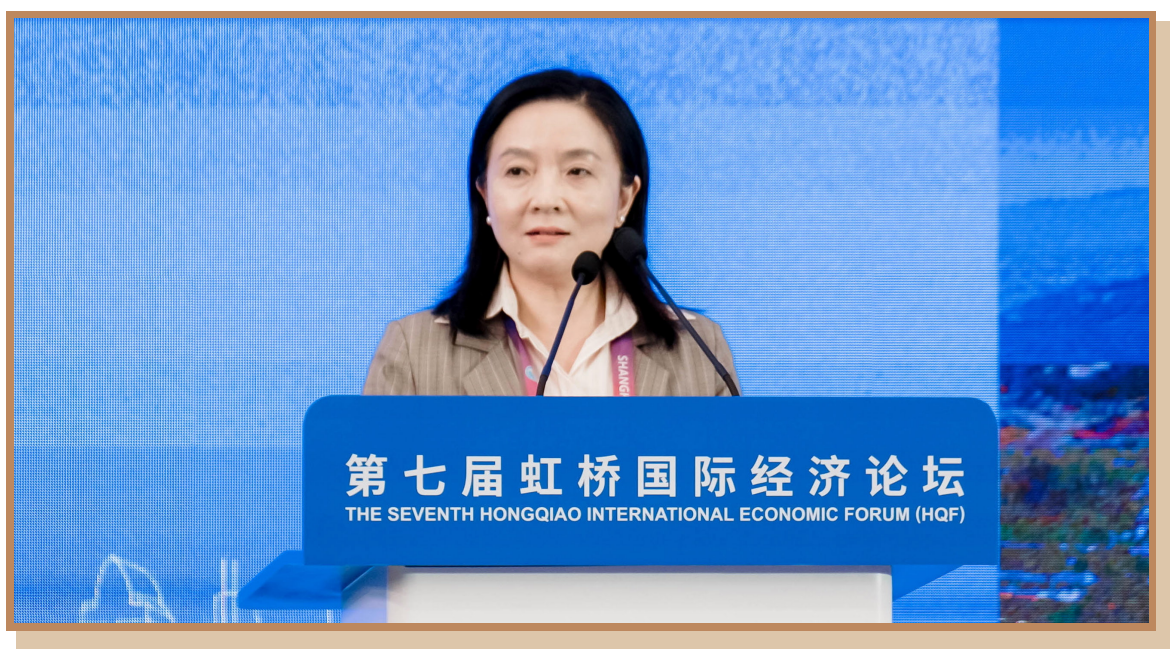 第七届虹桥国际经济论坛
THE SEVENTH HONGQIAO INTERNATIONAL ECONOMIC FORUM (HQF)